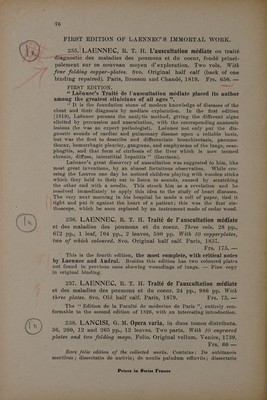 76
FIRST EDITION OF LAENNEC'S IMMORTAL WORK.
235. LAENNEC, R. T. H. L'auscultation médiate ou traité
diagnostic des maladies des poumons et du coeur, fondé principalement
sur ce nouveau moyen d'exploration. Two vols. With
four folding copper-plates. 8vo. Original half calf (back of one
binding repaired). Paris, Brosson and Chaudé, 1819. Frs. 650.—
FIRST EDITION.
" Laënnec's Traité de l'auscultation médiate placed its author
among the greatest clinicians of all ages ".
" It is the foundation stone of modern knowledge of diseases of the
chest and their diagnosis by mediate exploration. In the first edition
(1819), Laënnec pursues the analytic method, giving the different signs
elicited by percussion and auscultation, with the corresponding anatomic
lesions (he was an expert pathologist). Laënnec not only put the diagnostic
sounds of cardiac and pulmonary disease upon a reliable basis,
but was the first to describe and differentiate bronchiectasis, pneumothorax,
hemorrhagic pleurisy, gangrene, and emphysema of the lungs, oesophagitis,
and that form of cirrhosis of the liver which is now termed
chronic, diffuse, interstitial hepatitis " (Garrison).
Laënnec's great discovery of auscultation was suggested to him, like
most great inventions, by an entirely fortuitous observation. While crossing
the Louvre one day he noticed children playing with wooden sticks
which they held to their ear to listen to sounds, caused by scratching
the other end with a needle. This struck him as a revelation and he
resolved immediately to apply this idea to the study of heart diseases.
The very next morning in his hospital he made a roll of paper, tied it
tight and put it against the heart of a patient; this was the first stethoscope,
which he soon replaced by an instrument made of wood.
236. LAENNEC, R. T. H. Traité de l'auscultation médiate
et des maladies des poumons et du coeur. Three vols. 28 pp.,
672 pp., 1 leaf, 704 pp., 2 leaves, 598 pp. With 10 copperplates,
two of which coloured. 8vo. Original half calf. Paris, 1837.
Frs. 175.—
This is the fourth edition, the most complete, with critical notes
by Laennec and Andral. Besides this edition has two coloured plates
not found in previous ones showing woundings of lungs. — Fine copy
in original binding.
237. LAENNEC, R. T. H. Traité de l'auscultation médiate
et des maladies des poumons et du coeur. 24 pp., 986 pp. With
three plates. 8vo. Old half calf. Paris, 1879. Frs. 75.—
The " Edition de la Faculté de médecine de Paris ", entirely conformable
to the second edition of 1826, with an interesting introduction.
238. LANCISI, G. M. Opera varia, in duos tomos distributa.
36, 280, 12 and 265 pp., 12 leaves. Two parts. With 10 engraved
plates and two folding maps. Folio. Original vellum. Venice, 1739.
Frs. 60.—
Rare folio edition of the collected works. Contains: De subitaneis
mortibus; dissertatio de nativis; de noxiis paludum effluviis; dissertatio
Prices in Swiss Francs